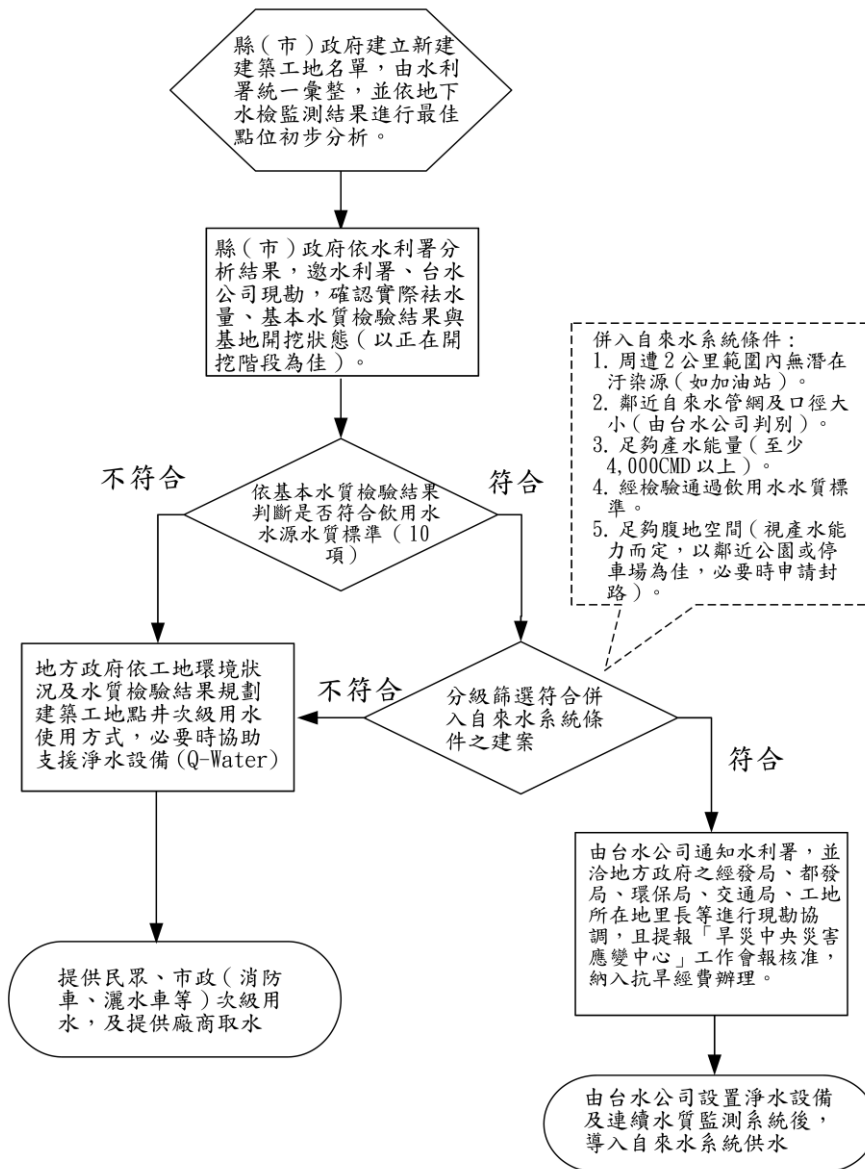 縣(市)政府建立新建
建築工地名單,由水利
署統一彙整,並依地下
水檢監測結果進行最佳
點位初步分析。
縣(市)政府依水利署分
析結果,邀水利署、台水
公司現勘,確認實際祛水
量、基本水質檢驗結果與
基地開挖狀態(以正在開
挖階段為佳)。
併入自來水系統條件:
1. 周遭2公里範圍內無潛在
汙染源(如加油站)。
2. 鄰近自來水管網及口徑大
小(由台水公司判別)。
3. 足夠產水能量(至少
4,000CMD以上)。
4. 經檢驗通過飲用水水質標
準。
5. 足夠腹地空間(視產水能
力而定,以鄰近公園或停
車場為佳,必要時申請封
路)。
不符合
符合
依基本水質檢驗結果
判斷是否符合飲用水
水源水質標準(10
項)
地方政府依工地環境狀
況及水質檢驗結果規劃
建築工地點井次級用水
使用方式,必要時協助
支援淨水設備(Q-Water)
不符合
分級篩選符合併
入自來水系統條
件之建案
符合
由台水公司通知水利署,並
洽地方政府之經發局、都發
局、環保局、交通局、工地
所在地里長等進行現勘協
調,且提報「旱災中央災害
應變中心」工作會報核准,
納入抗旱經費辦理。
提供民眾、市政(消防
車、灑水車等)次級用
水,及提供廠商取水
由台水公司設置淨水設備
及連續水質監測系統後,
導入自來水系統供水